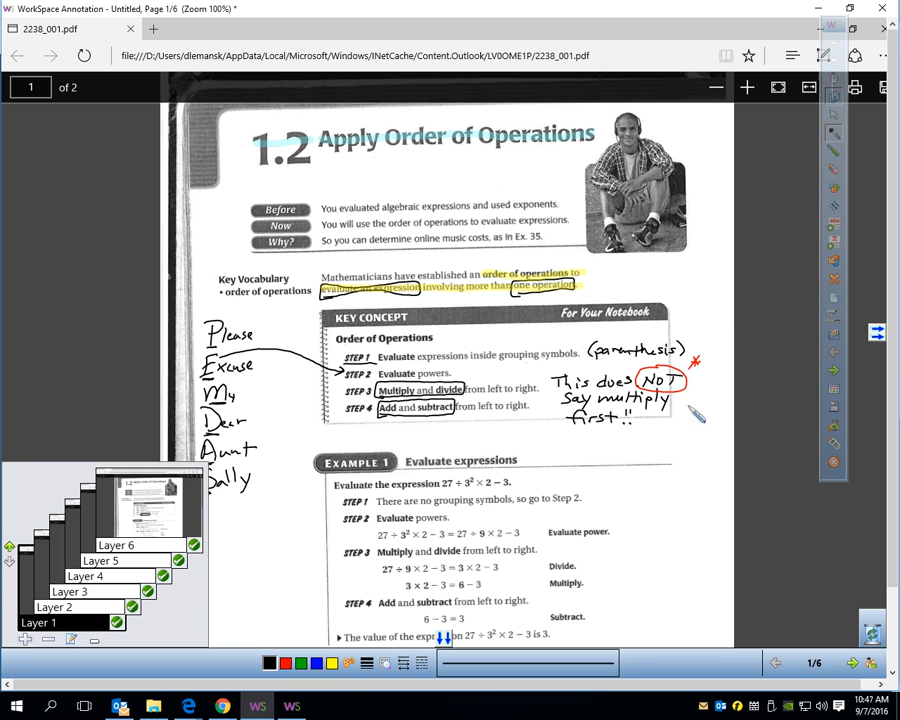 WorkSpace Annotation - Untitled, Page 1/6 (Zoom 100%) *
2238_001.pdf
file:///D:/Users/dlemansk/AppData/Local/Microsoft/Windows/INetCache/Content.Outlook/LV0OME1P/2238_001.pdf
1 of 2
1.2 Apply Order of Operations
Before You evaluated algebraic expressions and used exponents.
Now You will use the order of operations to evaluate expressions.
Why? So you can determine online music costs, as in Ex. 35.
Key Vocabulary
• order of operations
Mathematicians have established an order of operations to
evaluate an expression involving more than one operation.
KEY CONCEPT For Your Notebook
Order of Operations
STEP 1 Evaluate expressions inside grouping symbols. (parenthesis)
STEP 2 Evaluate powers.
STEP 3 Multiply and divide from left to right.
STEP 4 Add and subtract from left to right.
This does NOT
say multiply
first!!
Please
Excuse
My
Dear
Aunt
Sally
EXAMPLE 1 Evaluate expressions
Evaluate the expression 27 ÷ 3² × 2 − 3.
STEP 1 There are no grouping symbols, so go to Step 2.
STEP 2 Evaluate powers.
27 ÷ 3² × 2 − 3 = 27 ÷ 9 × 2 − 3 Evaluate power.
STEP 3 Multiply and divide from left to right.
27 ÷ 9 × 2 − 3 = 3 × 2 − 3 Divide.
3 × 2 − 3 = 6 − 3 Multiply.
STEP 4 Add and subtract from left to right.
6 − 3 = 3 Subtract.
The value of the expr on 27 ÷ 3² × 2 − 3 is 3.
Layer 6
Layer 5
Layer 4
Layer 3
Layer 2
Layer 1
1/6
10:47 AM
9/7/2016